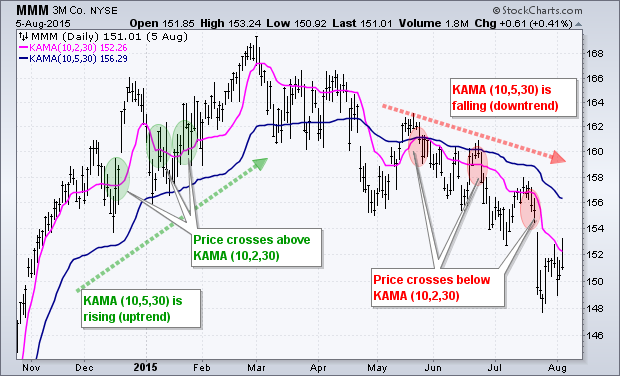 MMM 3M Co. NYSE © StockCharts.com
5-Aug-2015 Open 151.85 High 153.24 Low 150.92 Last 151.01 Volume 1.8M Chg +0.61 (+0.41%)
MMM (Daily) 151.01 (5 Aug)
KAMA(10,2,30) 152.26
KAMA(10,5,30) 156.29
KAMA (10,5,30) is
falling (downtrend)
Price crosses above
KAMA (10,2,30)
Price crosses below
KAMA (10,2,30)
KAMA (10,5,30) is
rising (uptrend)
168
166
164
162
160
158
156
154
152
150
148
146
Nov Dec 2015 Feb Mar Apr May Jun Jul Aug